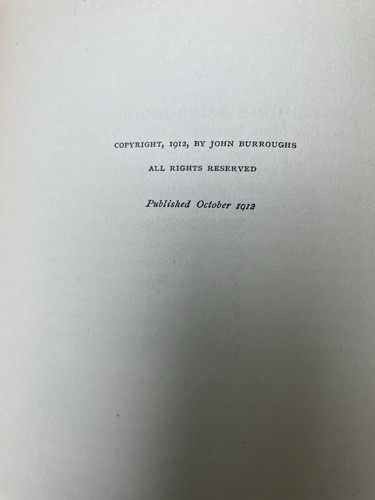 COPYRIGHT, 1912, BY JOHN BURROUGHS
ALL RIGHTS RESERVED
Published October 1912